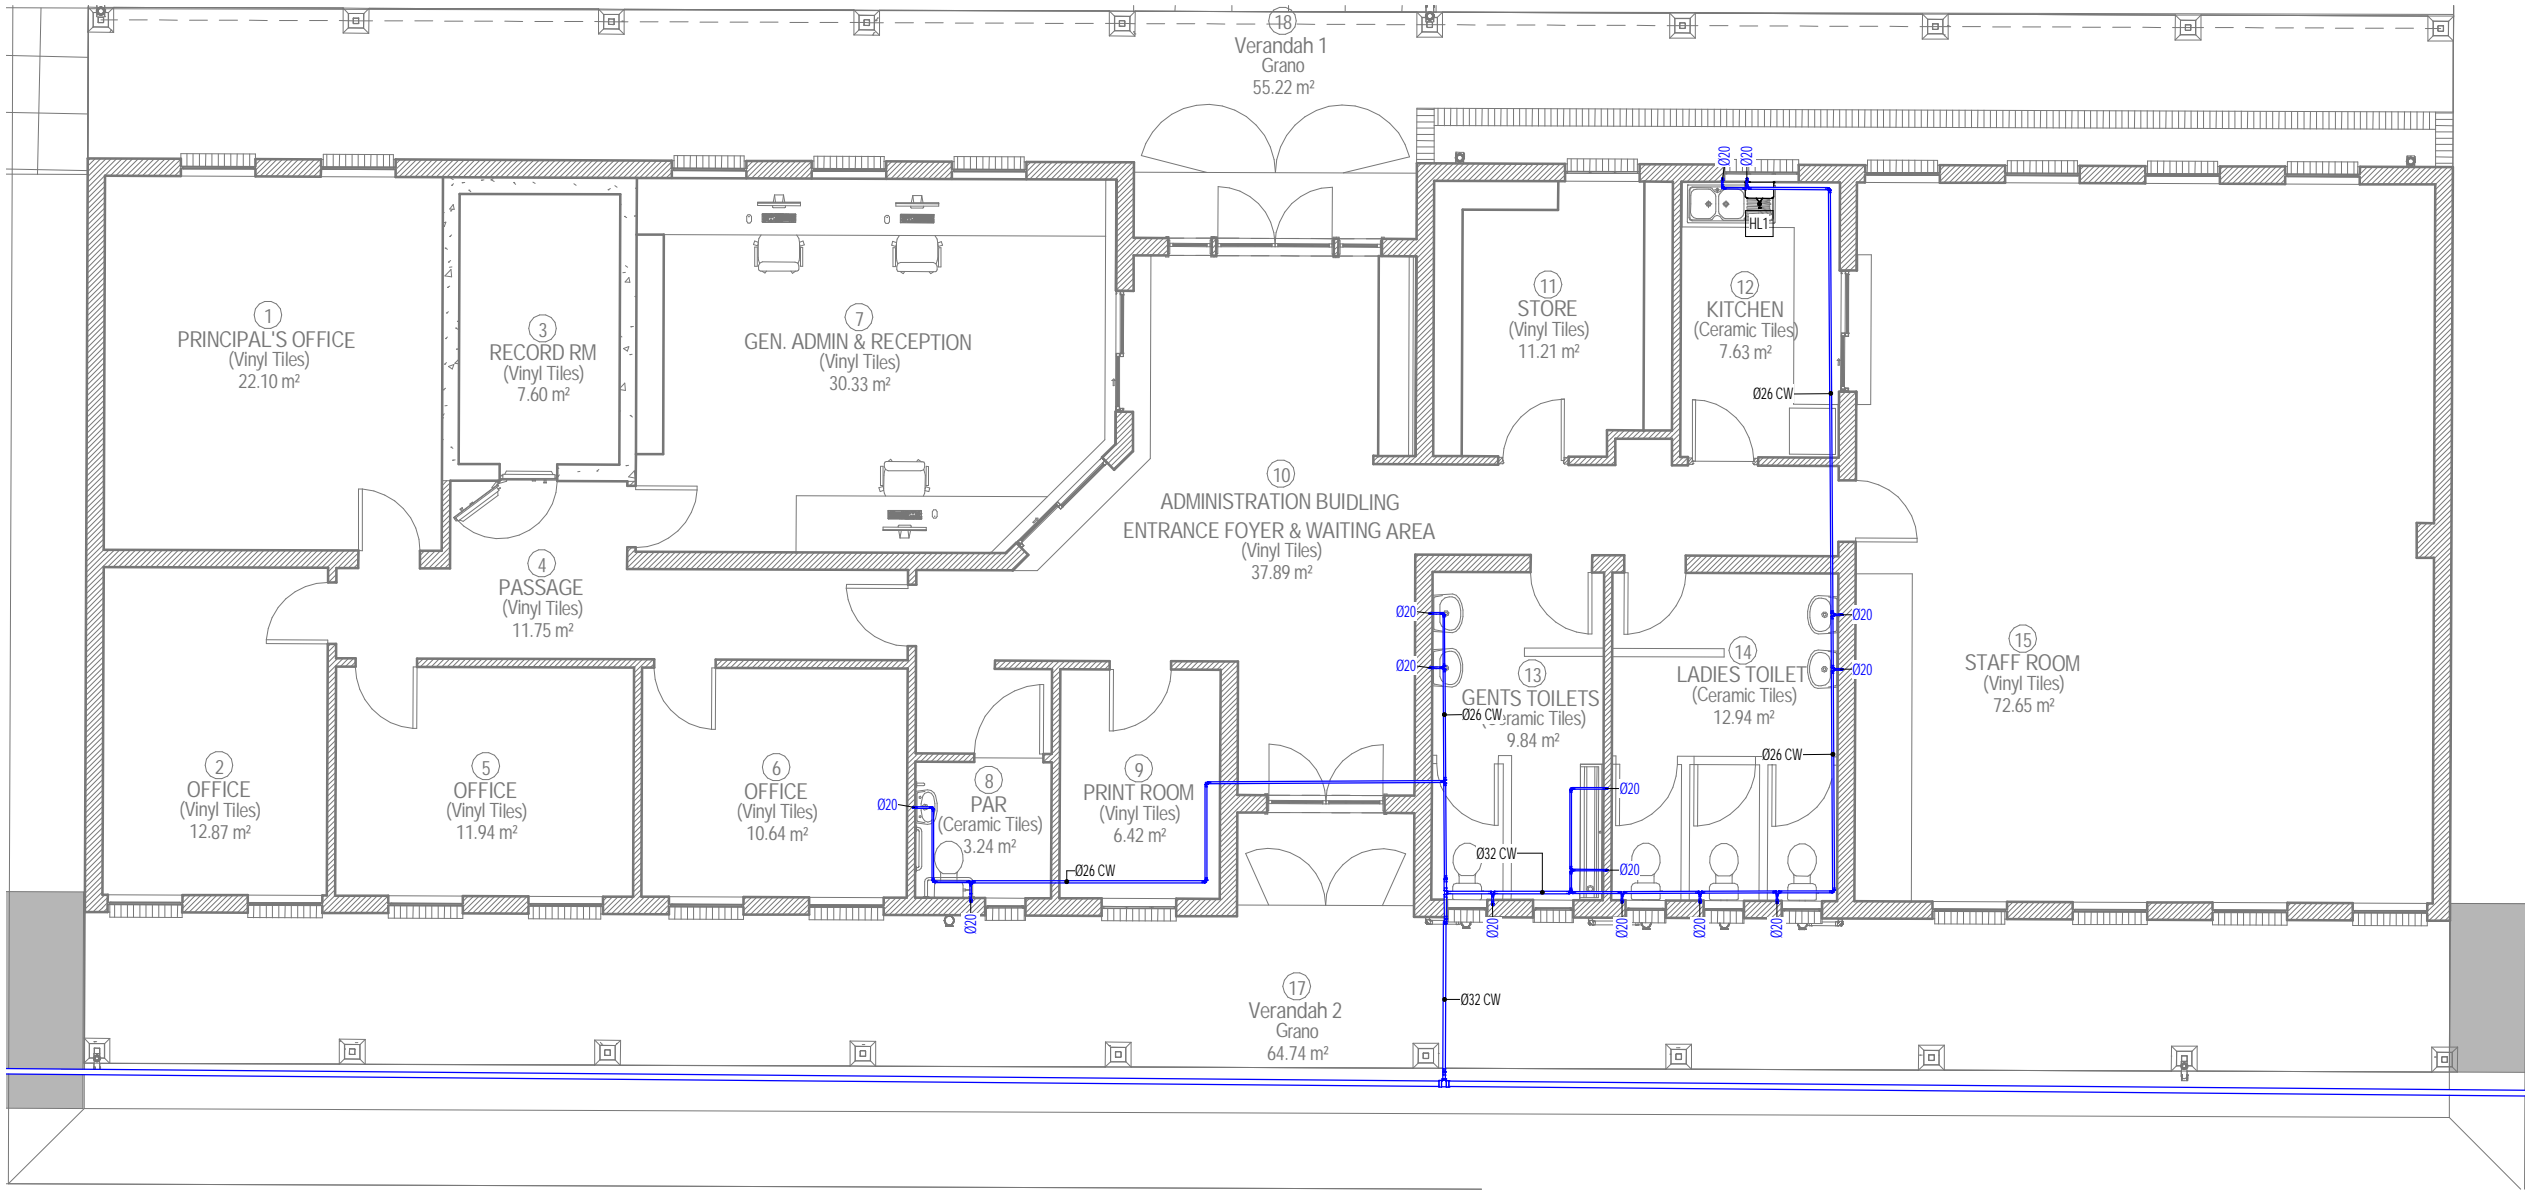 18
Verandah 1
Grano
55.22 m²
Ø20
Ø20
HL1
1
PRINCIPAL'S OFFICE
(Vinyl Tiles)
22.10 m²
3
RECORD RM
(Vinyl Tiles)
7.60 m²
7
GEN. ADMIN & RECEPTION
(Vinyl Tiles)
30.33 m²
11
STORE
(Vinyl Tiles)
11.21 m²
12
KITCHEN
(Ceramic Tiles)
7.63 m²
Ø26 CW
10
ADMINISTRATION BUIDLING
ENTRANCE FOYER & WAITING AREA
(Vinyl Tiles)
37.89 m²
4
PASSAGE
(Vinyl Tiles)
11.75 m²
Ø20
Ø20
Ø20
Ø20
13
GENTS TOILETS
(Ceramic Tiles)
9.84 m²
Ø26 CW
14
LADIES TOILET
(Ceramic Tiles)
12.94 m²
Ø26 CW
15
STAFF ROOM
(Vinyl Tiles)
72.65 m²
2
OFFICE
(Vinyl Tiles)
12.87 m²
5
OFFICE
(Vinyl Tiles)
11.94 m²
6
OFFICE
(Vinyl Tiles)
10.64 m²
Ø20
8
PAR
(Ceramic Tiles)
3.24 m²
9
PRINT ROOM
(Vinyl Tiles)
6.42 m²
Ø26 CW
Ø20
Ø32 CW
Ø20
Ø20
Ø20
Ø20
Ø20
Ø20
17
Verandah 2
Grano
64.74 m²
Ø32 CW